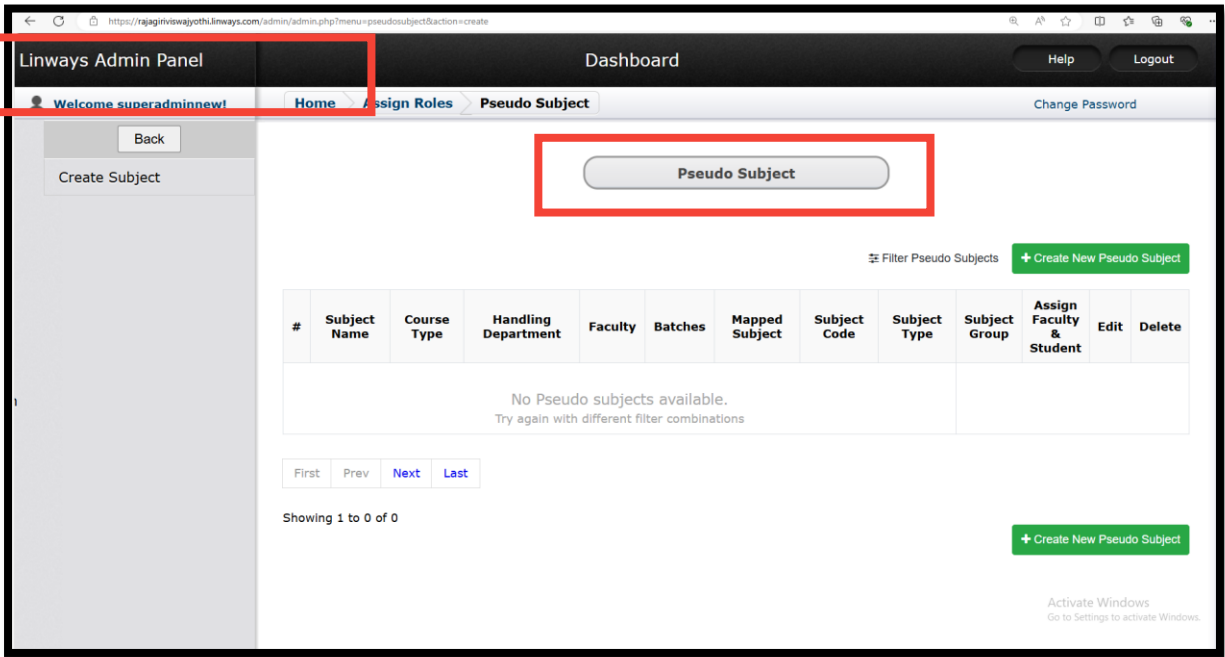 https://rajagiriviswajyothi.linways.com/admin/admin.php?menu=pseudosubject&action=create
Linways Admin Panel
Dashboard
Help
Logout
Welcome superadminnew!
Home
Assign Roles
Pseudo Subject
Change Password
Back
Create Subject
Pseudo Subject
Filter Pseudo Subjects
+ Create New Pseudo Subject
# Subject Name Course Type Handling Department Faculty Batches Mapped Subject Subject Code Subject Type Subject Group Assign Faculty & Student Edit Delete
No Pseudo subjects available.
Try again with different filter combinations
First Prev Next Last
Showing 1 to 0 of 0
+ Create New Pseudo Subject
Activate Windows
Go to Settings to activate Windows.